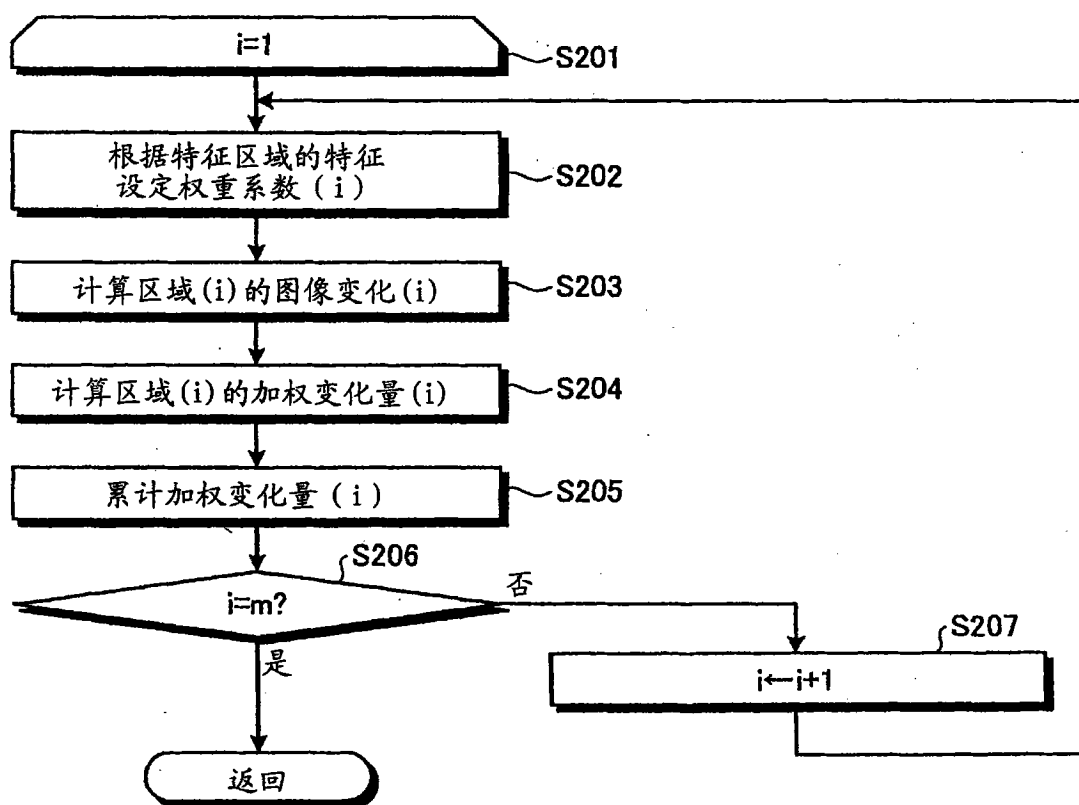 i=1
S201
根据特征区域的特征
设定权重系数(i)
S202
计算区域(i)的图像变化(i)
S203
计算区域(i)的加权变化量(i)
S204
累计加权变化量(i)
S205
S206
i=m?
否
是
S207
i←i+1
返回